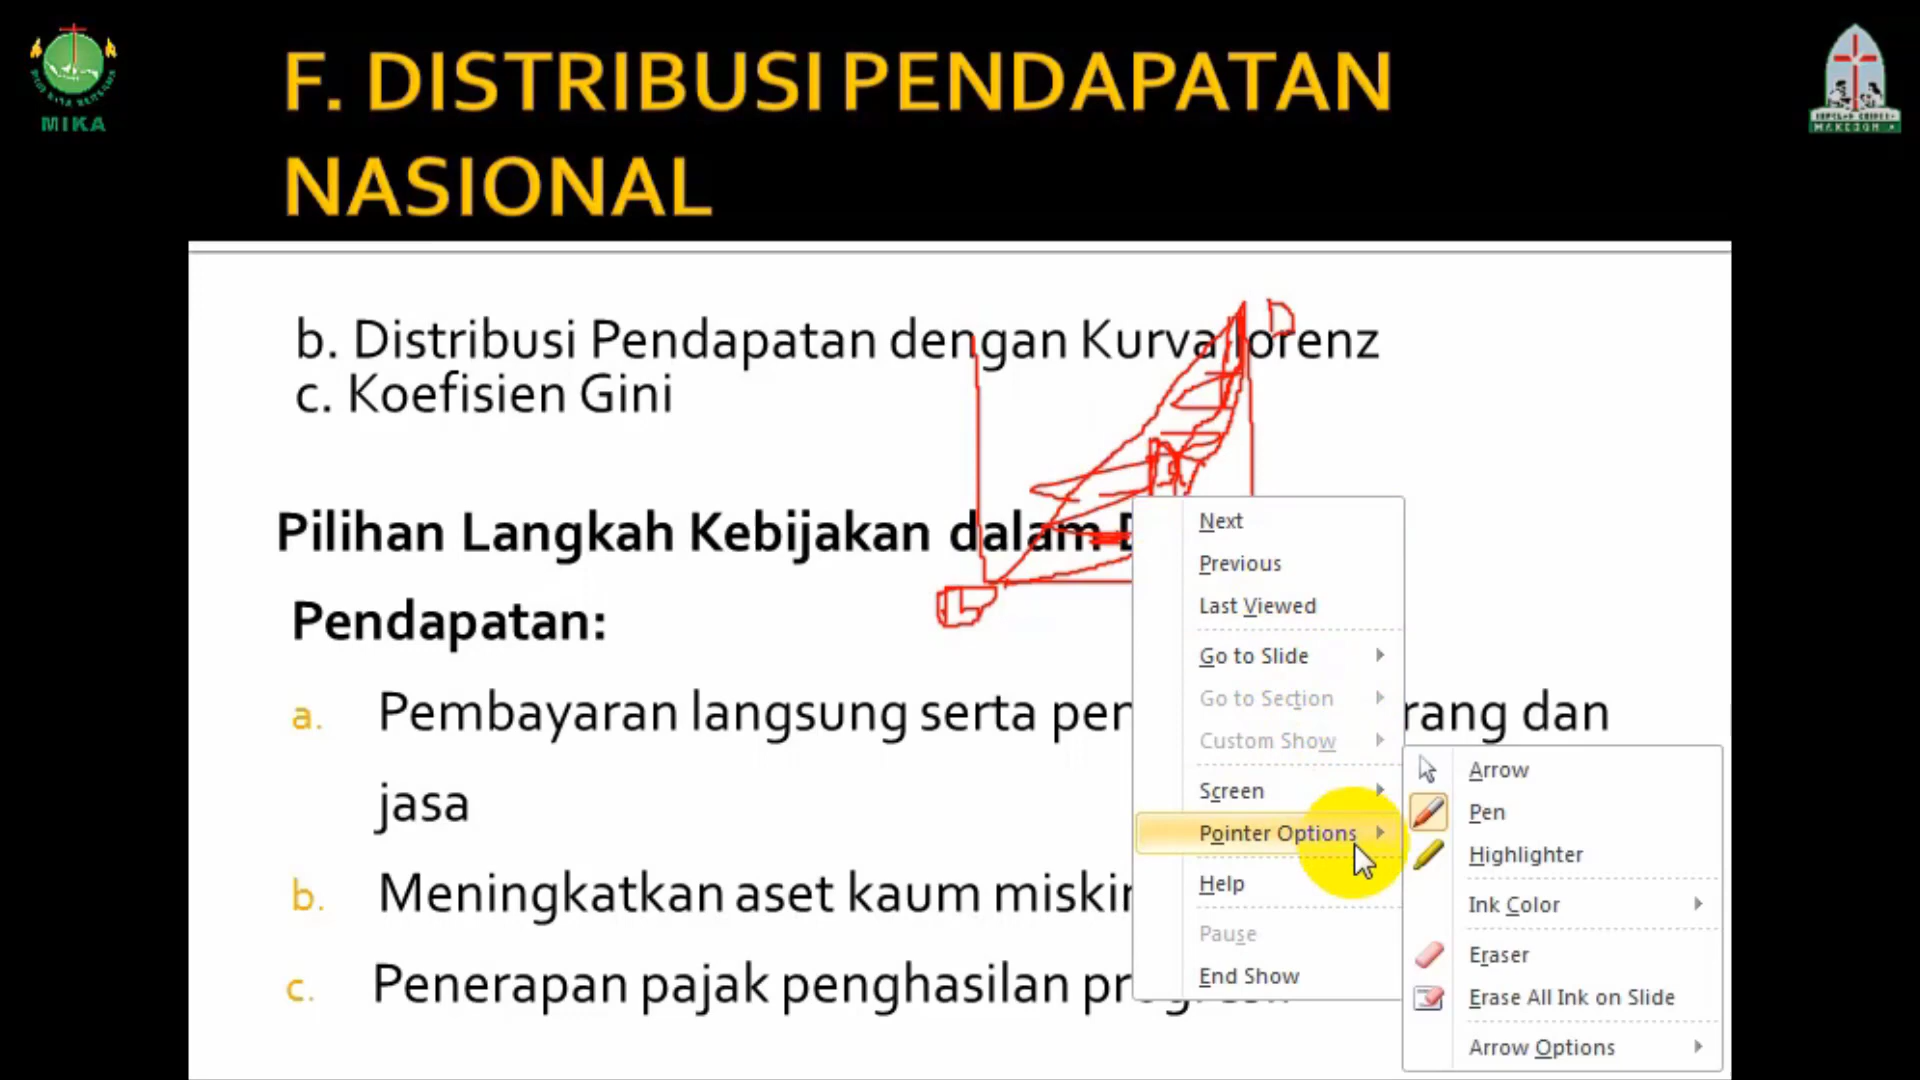 F. DISTRIBUSI PENDAPATAN
NASIONAL
MIKA
b. Distribusi Pendapatan dengan Kurva lorenz
D
c. Koefisien Gini
Pilihan Langkah Kebijakan dalam D
Pendapatan:
a. Pembayaran langsung serta pen rang dan
jasa
b. Meningkatkan aset kaum miskin
c. Penerapan pajak penghasilan progresif
Next
Previous
Last Viewed
Go to Slide
Go to Section
Custom Show
Screen
Pointer Options
Help
Pause
End Show
Arrow
Pen
Highlighter
Ink Color
Eraser
Erase All Ink on Slide
Arrow Options